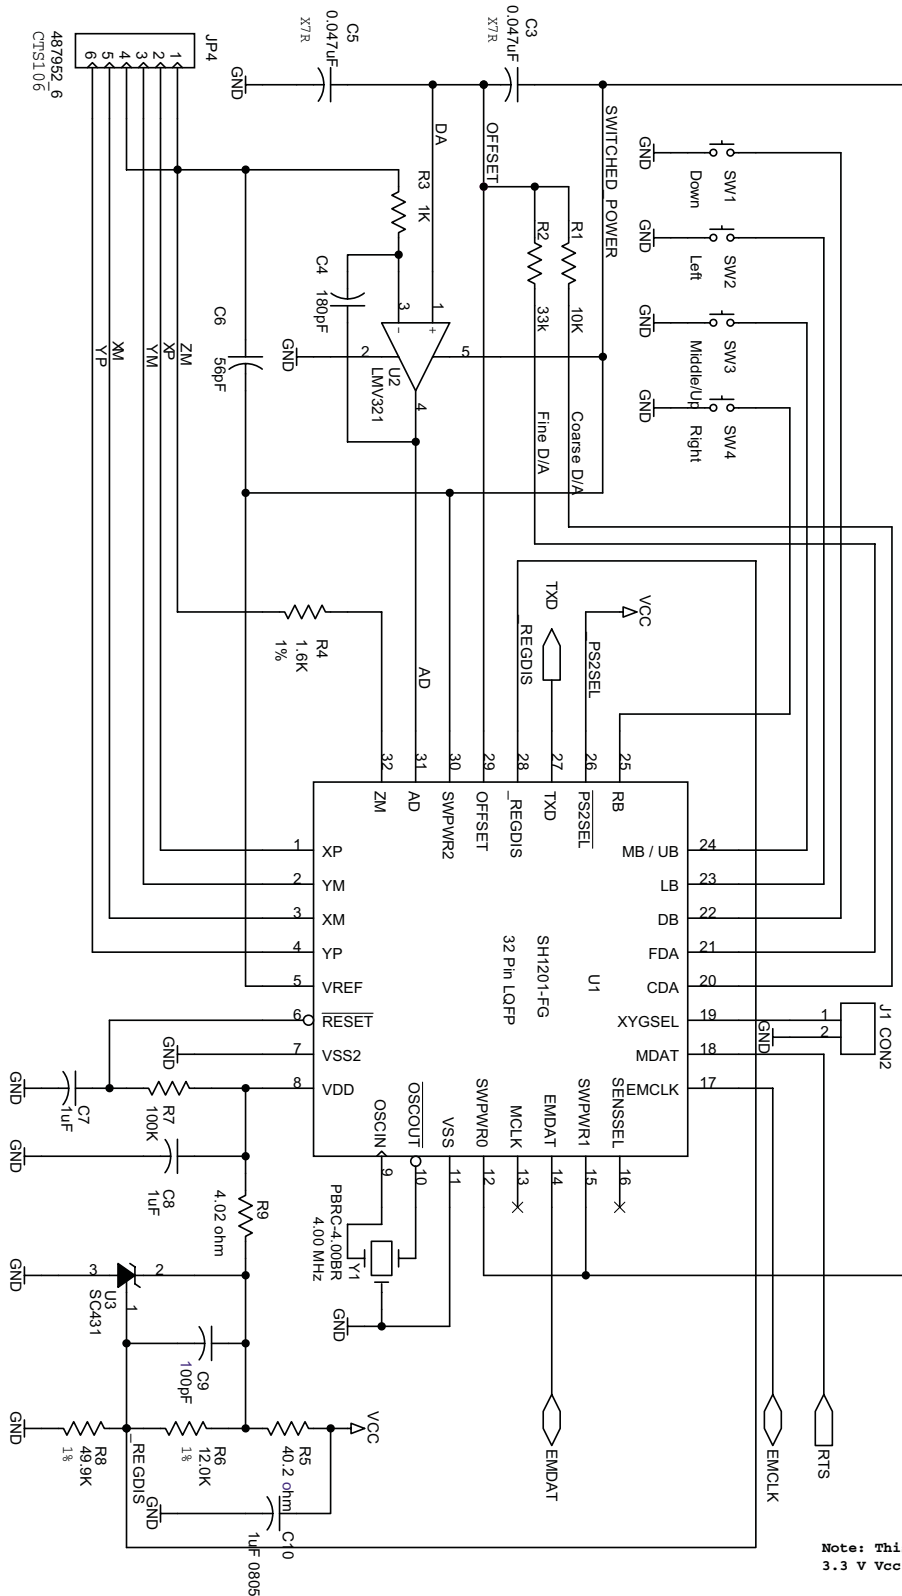 C3
0.047uF
X7R
C5
0.047uF
X7R
GND
JP4
1
2
3
4
5
6
487952_6
CTS106
SWITCHED POWER
OFFSET
DA
SW1
Down
GND
SW2
Left
GND
SW3
Middle/Up
GND
SW4
Right
GND
R1
10K
R2
33k
R3 1K
C4
180pF
C6
56pF
1
+
3
-
5
2
4
GND
U2
LMV321
Coarse D/A
Fine D/A
ZM
XP
YM
XM
YP
R4
1.6K
1%
AD
TXD
_REGDIS
VCC
_PS2SEL
32
31
30
29
28
27
26
25
ZM
AD
SWPWR2
OFFSET
_REGDIS
TXD
PS2SEL
RB
1
XP
2
YM
3
XM
4
YP
5
VREF
6
RESET
7
VSS2
8
VDD
U1
SH1201-FG
32 Pin LQFP
MB / UB
24
LB
23
DB
22
FDA
21
CDA
20
XYGSEL
19
MDAT
18
EMCLK
17
OSCIN
OSCOUT
VSS
SWPWR0
MCLK
EMDAT
SWPWR1
SENSSEL
9
10
11
12
13
14
15
16
J1 CON2
1
2
GND
GND
GND
C7
1uF
R7
100K
GND
C8
1uF
R9
4.02 ohm
PBRC-4.00BR
4.00 MHz
Y1
GND
GND
3
2
1
U3
SC431
C9
100pF
VCC
EMDAT
EMCLK
RTS
GND
R8
49.9K
1%
_REGDIS
R6
12.0K
1%
R5
40.2 ohm
GND
C10
1uF 0805
Note: Thi
3.3 V Vcc